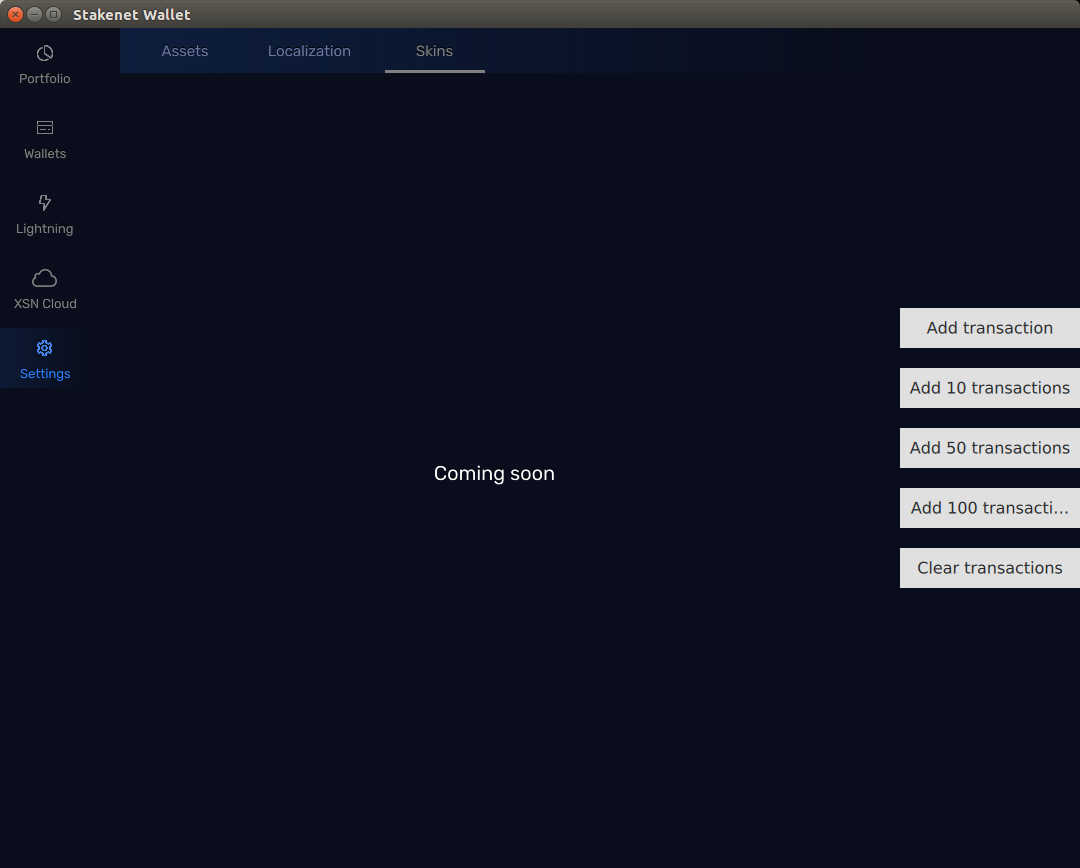 Stakenet Wallet
Assets
Localization
Skins
Portfolio
Wallets
Lightning
XSN Cloud
Settings
Coming soon
Add transaction
Add 10 transactions
Add 50 transactions
Add 100 transacti...
Clear transactions